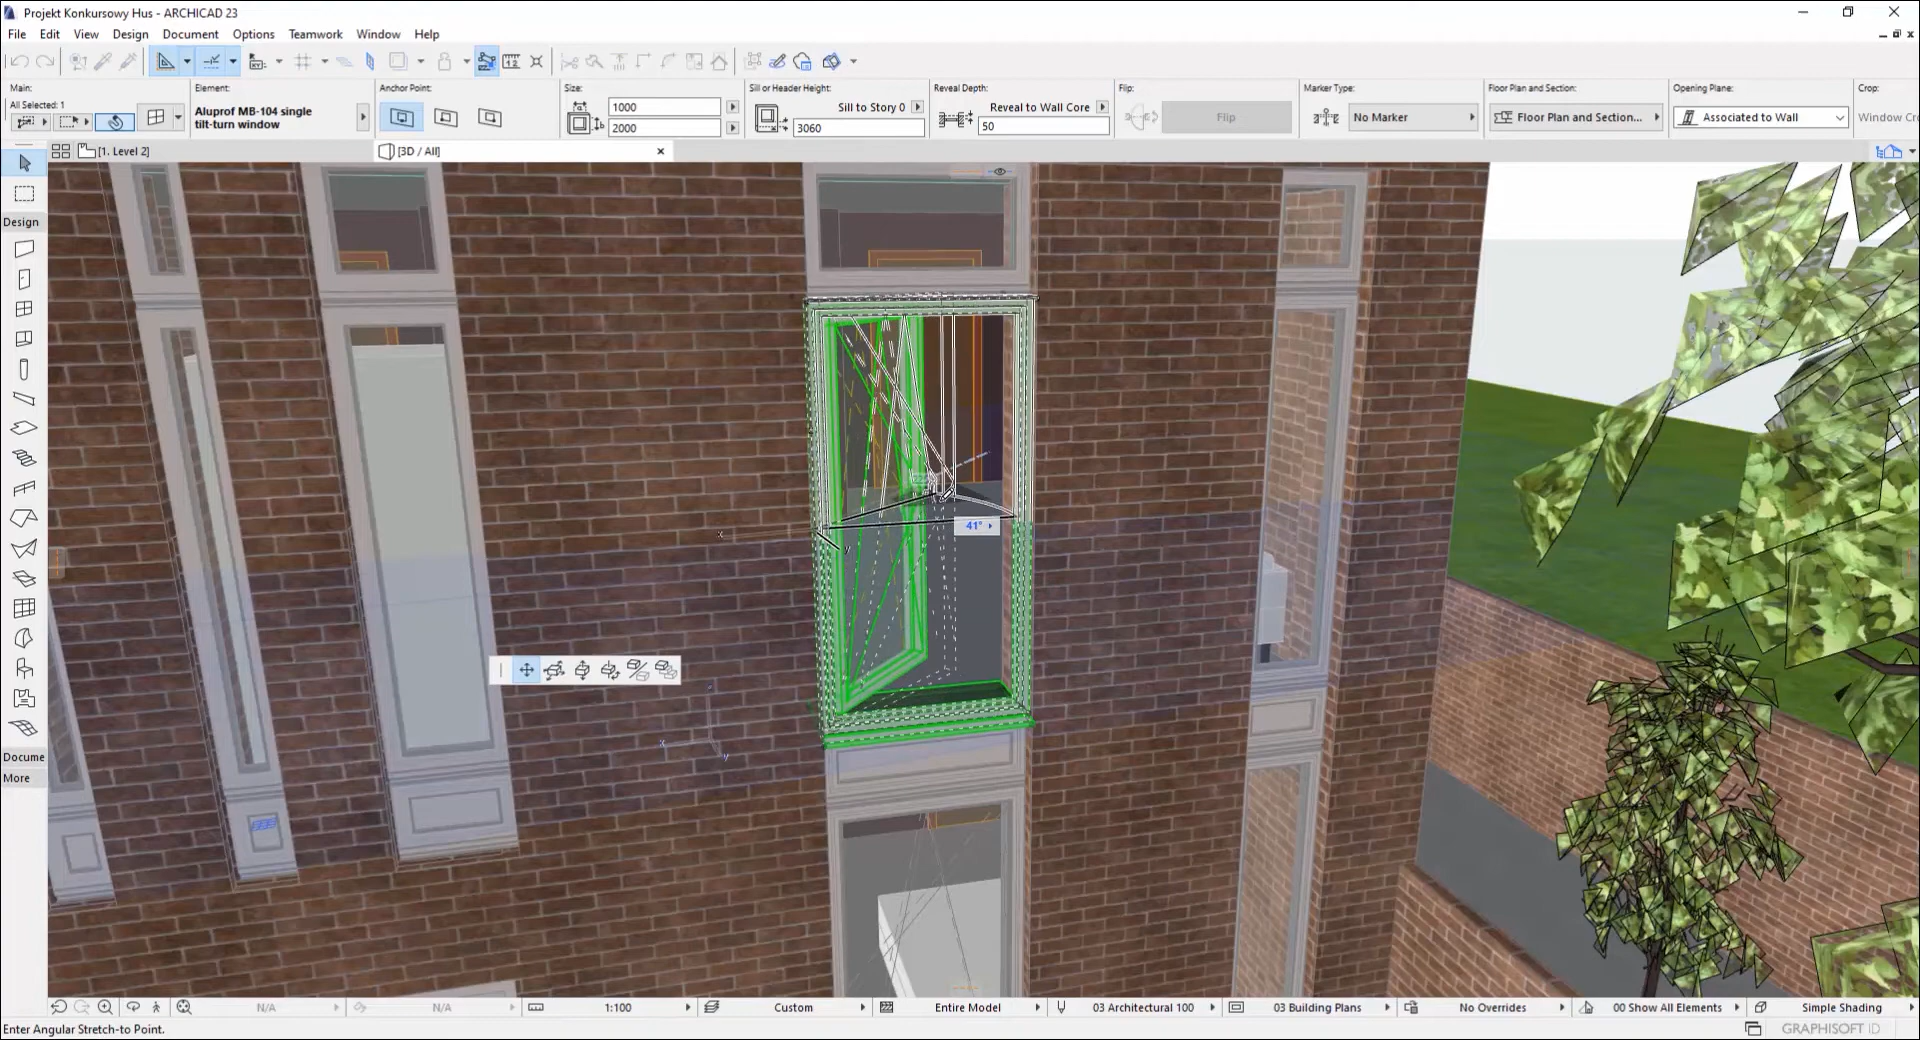 Projekt Konkursowy Hus - ARCHICAD 23
File Edit View Design Document Options Teamwork Window Help
Main:
All Selected: 1
Element:
Aluprof MB-104 single
tilt-turn window
Anchor Point:
Size:
1000
2000
Sill or Header Height:
Sill to Story 0
3060
Reveal Depth:
Reveal to Wall Core
50
Flip:
Flip
Marker Type:
No Marker
Floor Plan and Section:
Floor Plan and Section...
Opening Plane:
Associated to Wall
Crop:
Window Cr
[1. Level 2]
[3D / All]
Design
41°
x
y
x
y
Docume
More
N/A N/A 1:100 Custom Entire Model 03 Architectural 100 03 Building Plans No Overrides 00 Show All Elements Simple Shading
Enter Angular Stretch-to Point.
GRAPHISOFT ID